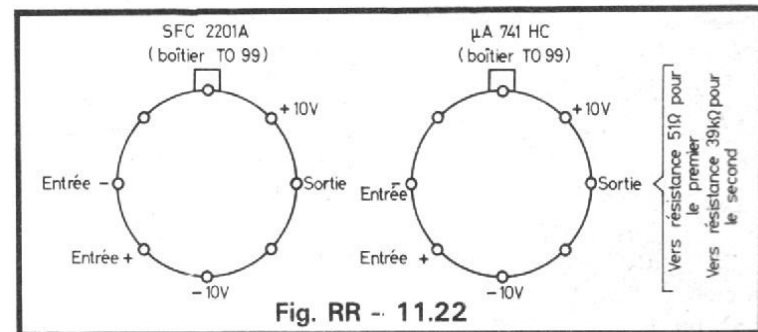 SFC 2201A
(boîtier TO 99)
+10V
Entrée -
Sortie
Entrée +
-10V
µA 741 HC
(boîtier TO 99)
+10V
Entrée -
Sortie
Entrée +
-10V
Vers résistance 51Ω pour
le premier
Vers résistance 39kΩ pour
le second
Fig. RR - 11.22